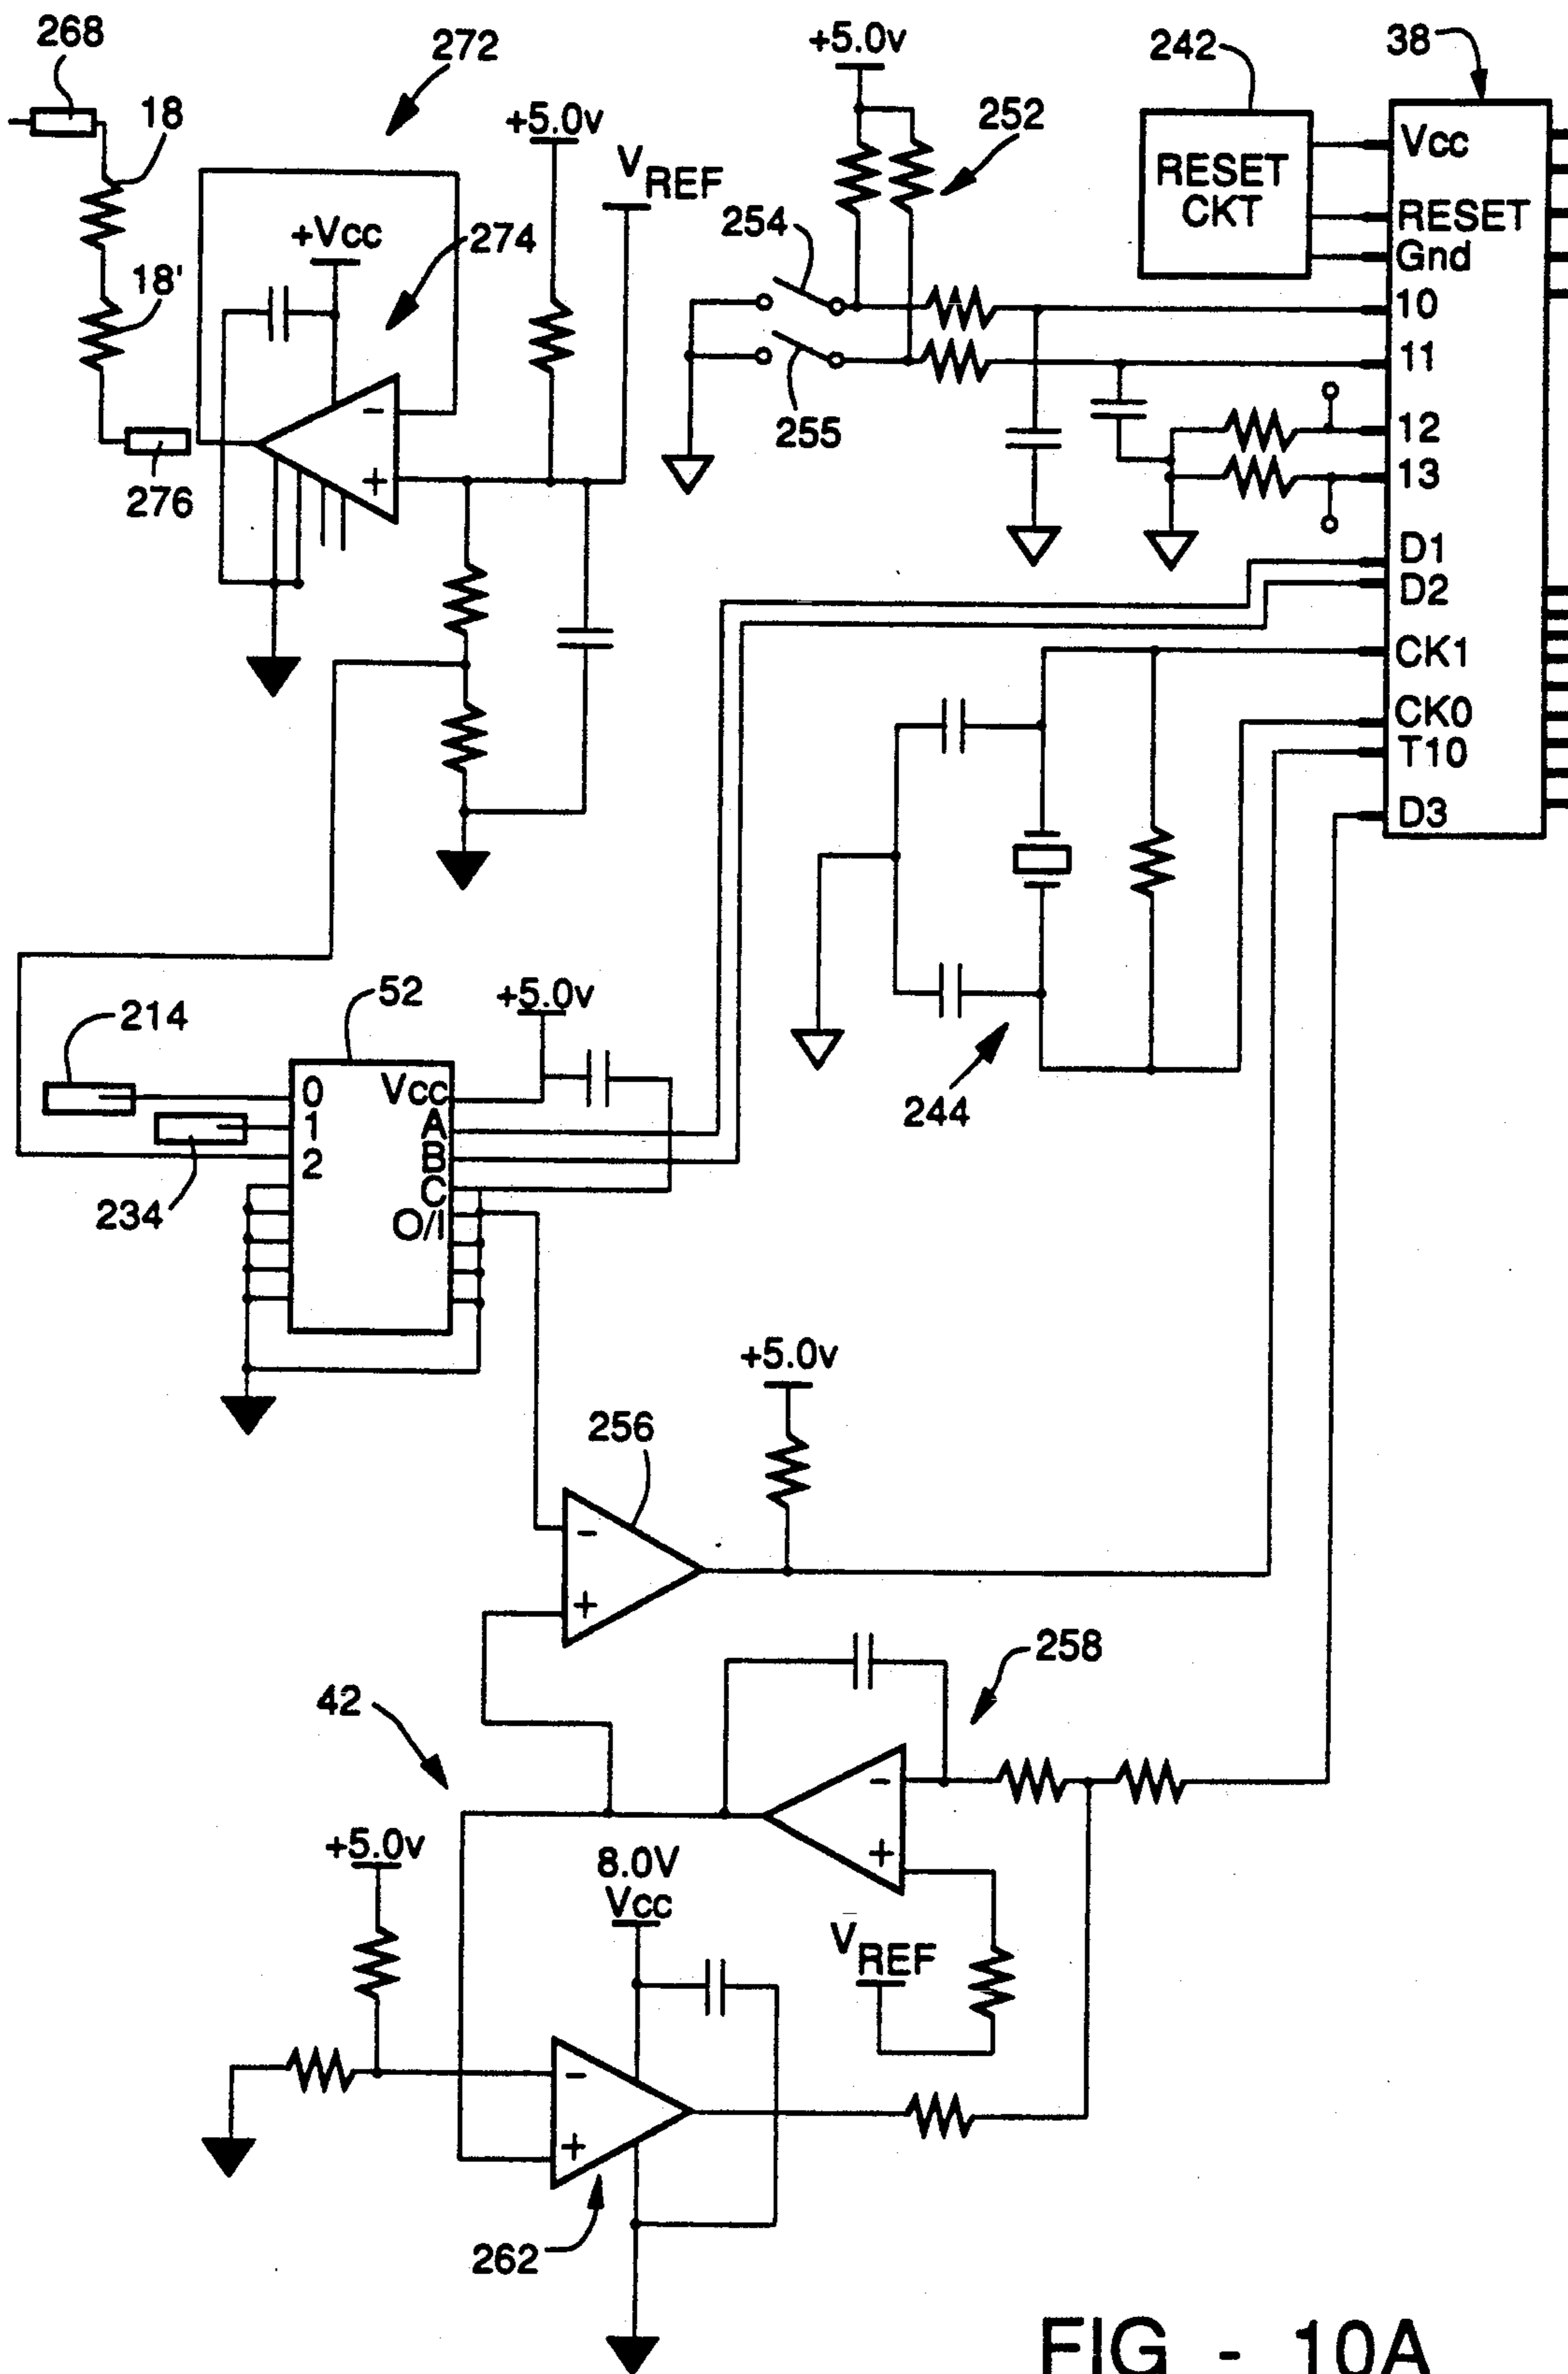 268
272
+5.0v
242
38
18
+5.0v
252
VREF
RESET
CKT
Vcc
RESET
Gnd
254
+Vcc
274
18'
10
11
-
+
276
255
12
13
D1
D2
CK1
CK0
T10
D3
214
52
+5.0v
244
0
1
2
Vcc
A
B
C
O/I
234
+5.0v
256
-
+
258
42
-
+
+5.0v
8.0V
Vcc
VREF
-
+
262
FIG - 10A